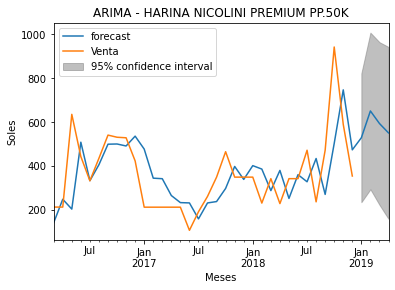 ARIMA - HARINA NICOLINI PREMIUM PP.50K
forecast
Venta
95% confidence interval
1000
800
600
400
200
Soles
Jul
Jan
2017
Jul
Jan
2018
Jul
Jan
2019
Meses